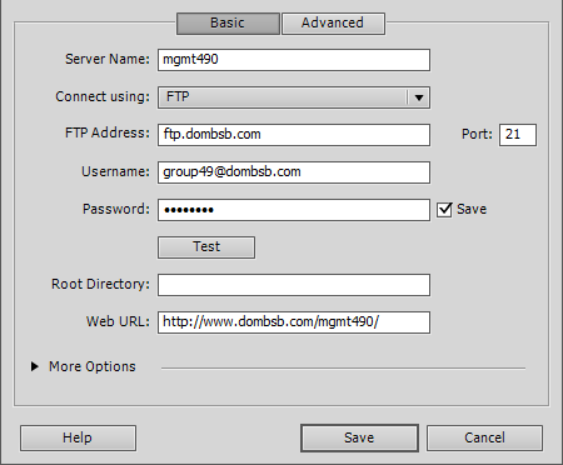 Basic Advanced
Server Name: mgmt490
Connect using: FTP
FTP Address: ftp.dombsb.com Port: 21
Username: group49@dombsb.com
Password: •••••••• Save
Test
Root Directory:
Web URL: http://www.dombsb.com/mgmt490/
More Options
Help Save Cancel